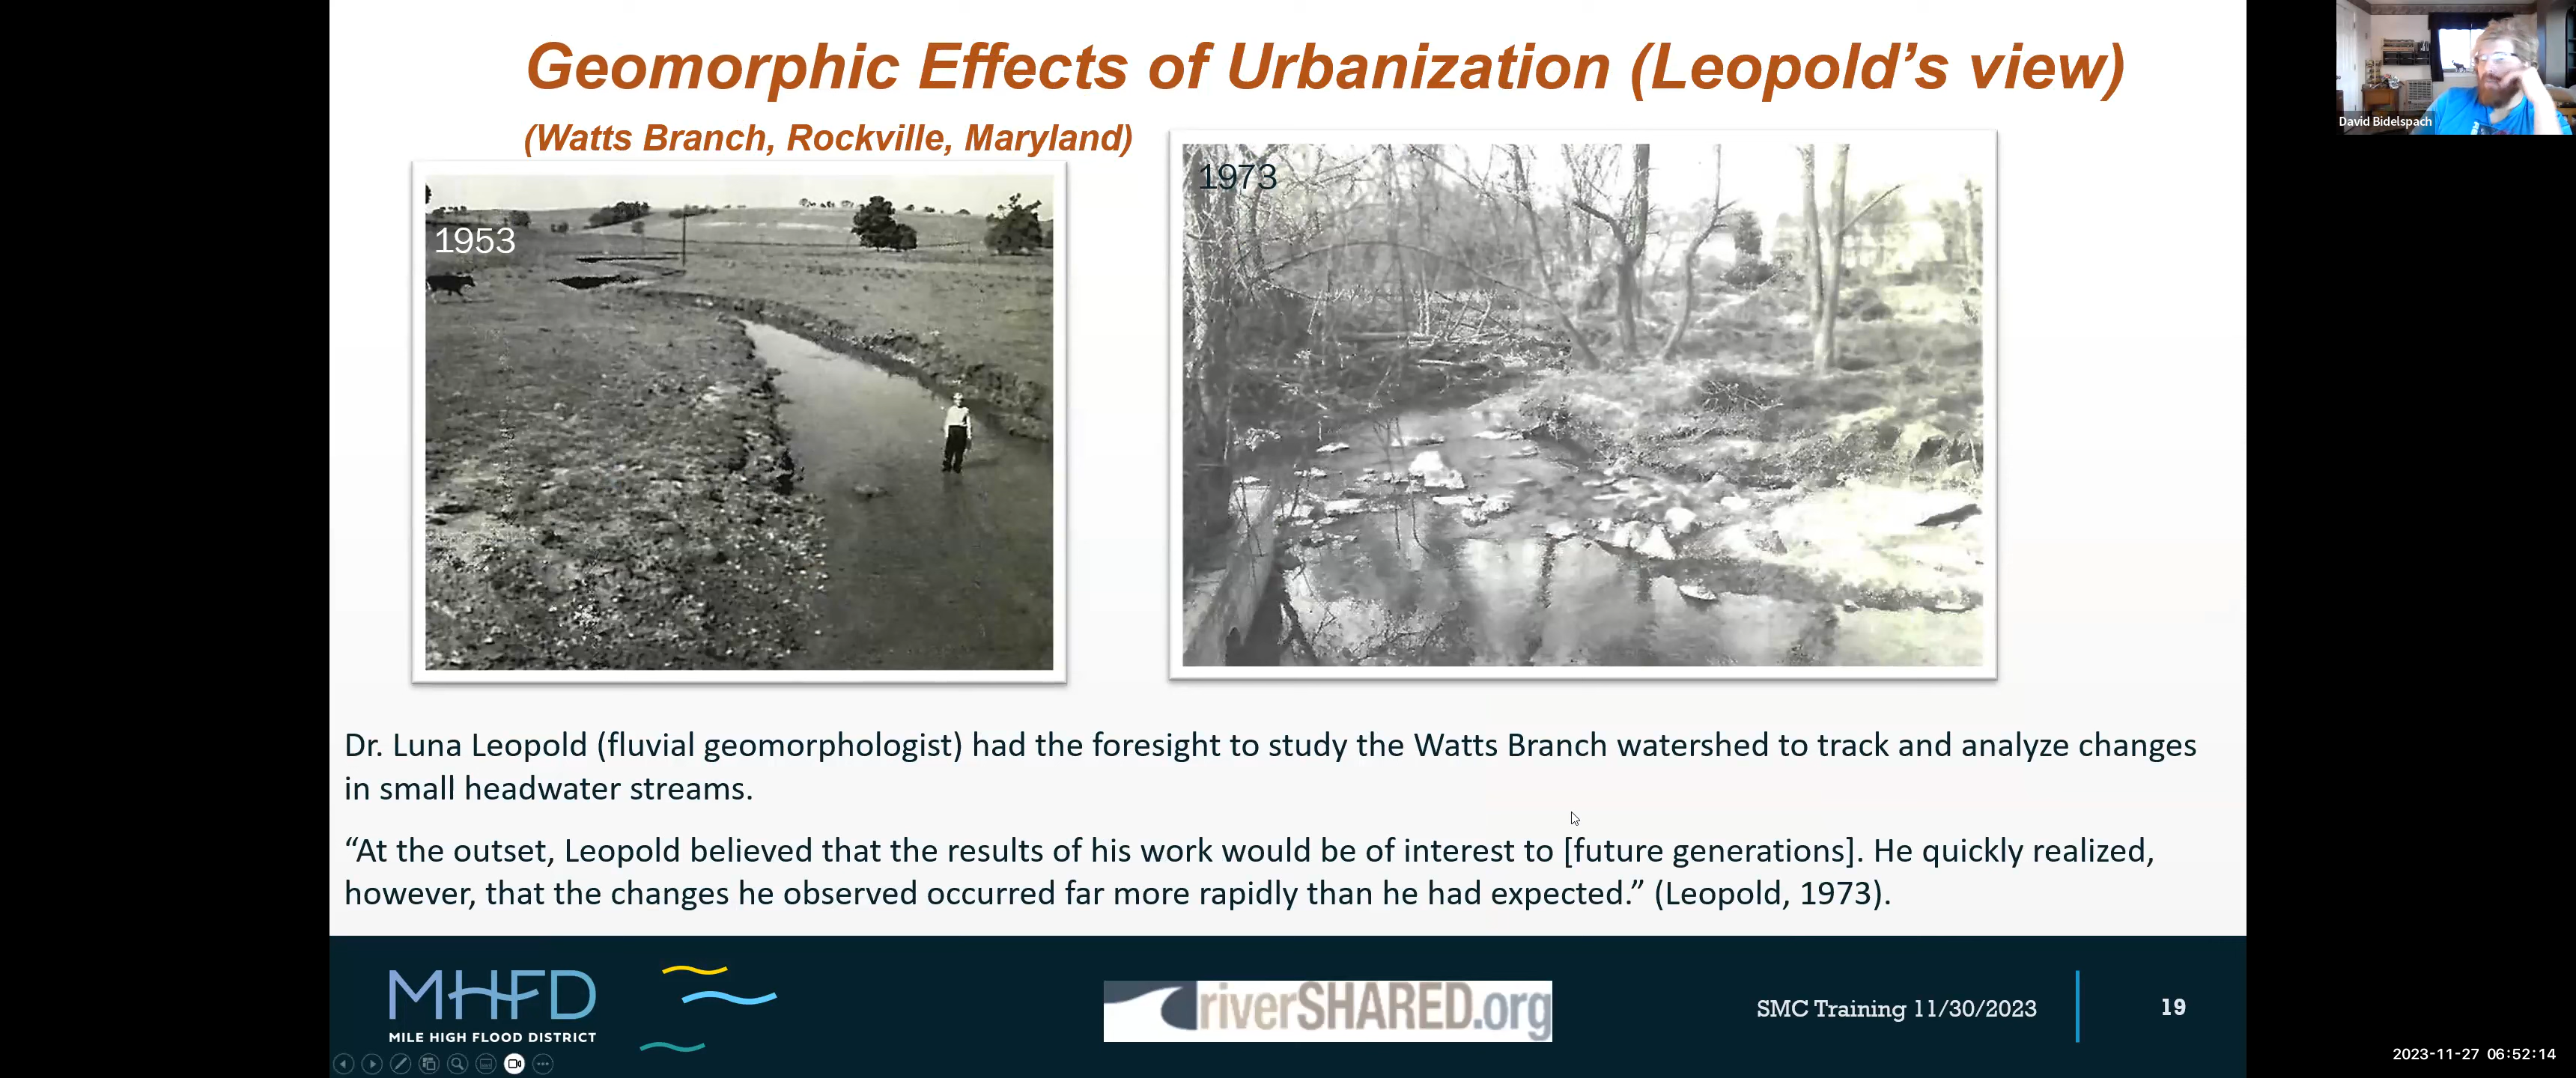 Geomorphic Effects of Urbanization (Leopold’s view)
(Watts Branch, Rockville, Maryland)
1953
1973
David Bidelspach
Dr. Luna Leopold (fluvial geomorphologist) had the foresight to study the Watts Branch watershed to track and analyze changes
in small headwater streams.
“At the outset, Leopold believed that the results of his work would be of interest to [future generations]. He quickly realized,
however, that the changes he observed occurred far more rapidly than he had expected.” (Leopold, 1973).
MHFD
MILE HIGH FLOOD DISTRICT
riverSHARED.org
SMC Training 11/30/2023
19
2023-11-27 06:52:14